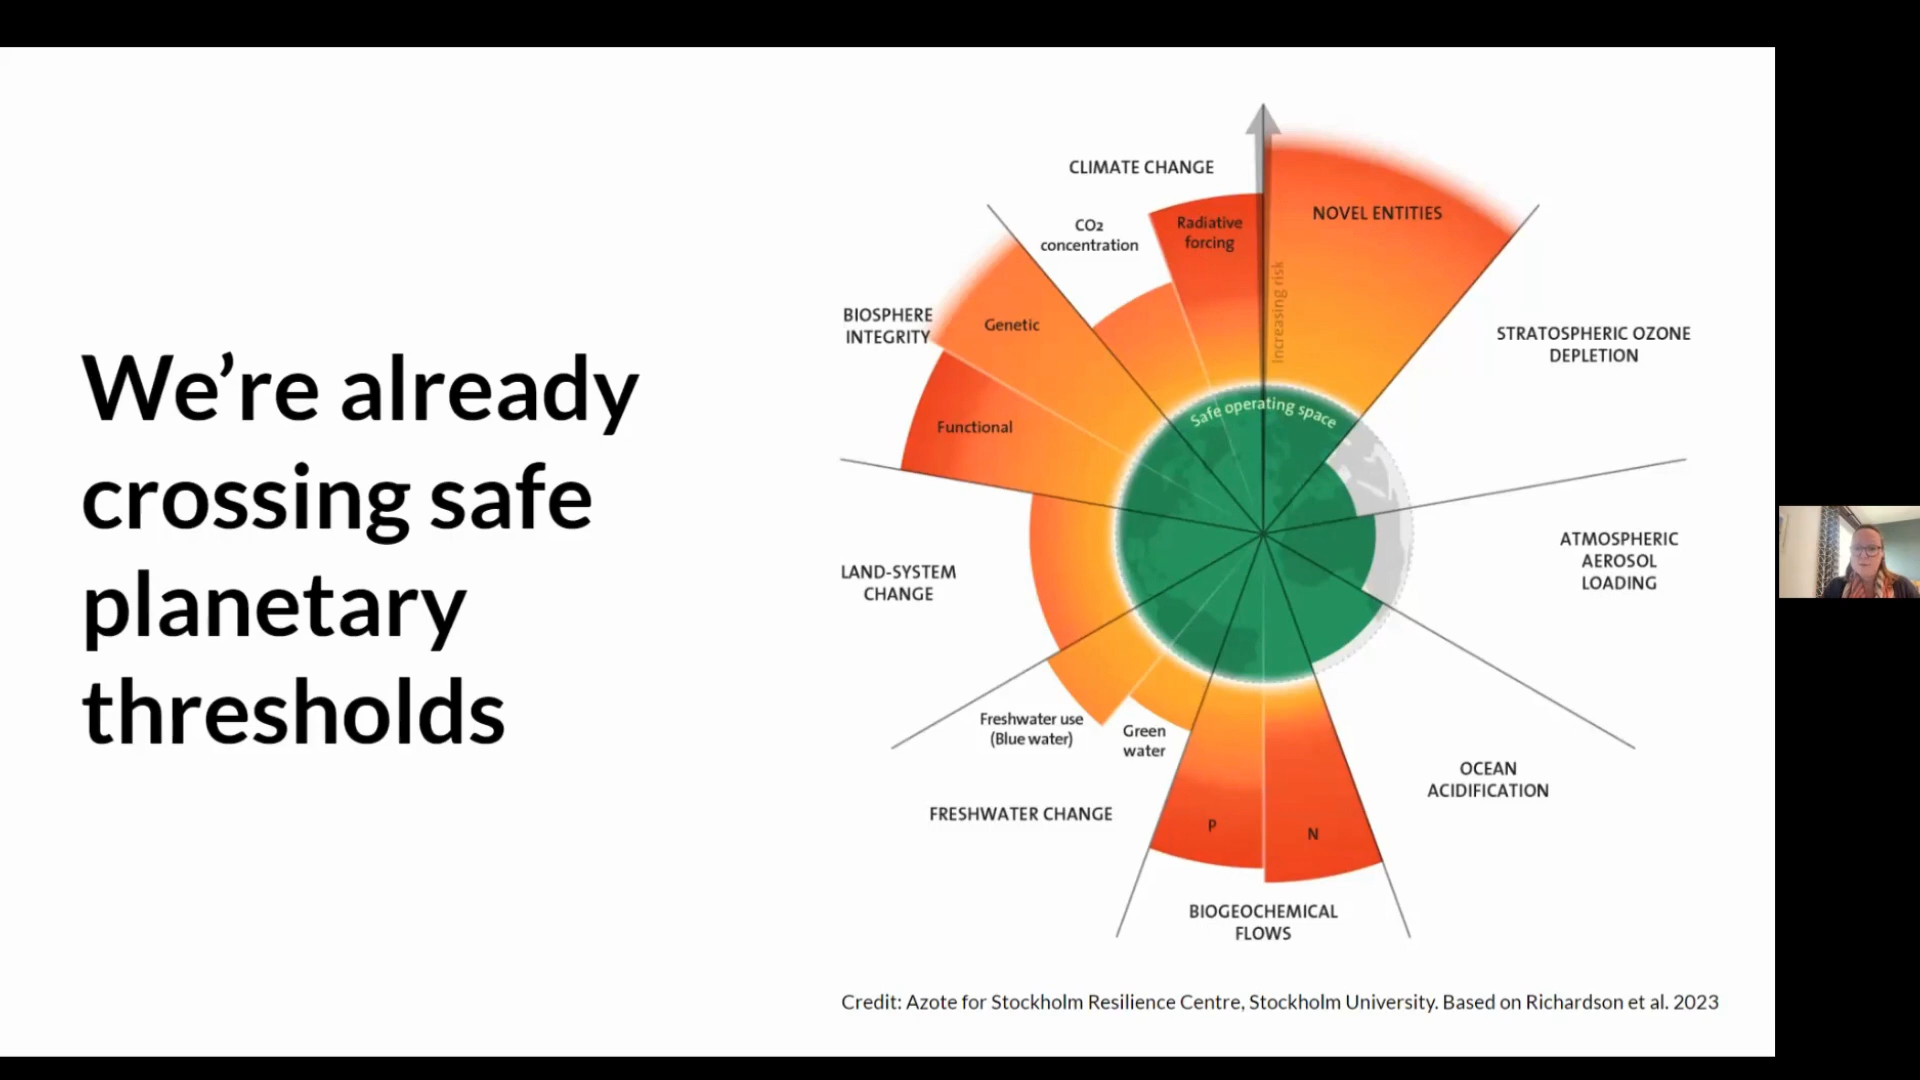 We're already
crossing safe
planetary
thresholds
CLIMATE CHANGE
CO2
concentration
Radiative
forcing
NOVEL ENTITIES
Increasing risk
STRATOSPHERIC OZONE
DEPLETION
BIOSPHERE
INTEGRITY
Genetic
Functional
Safe operating space
ATMOSPHERIC
AEROSOL
LOADING
LAND-SYSTEM
CHANGE
Freshwater use
(Blue water)
Green
water
FRESHWATER CHANGE
OCEAN
ACIDIFICATION
P
N
BIOGEOCHEMICAL
FLOWS
Credit: Azote for Stockholm Resilience Centre, Stockholm University. Based on Richardson et al. 2023